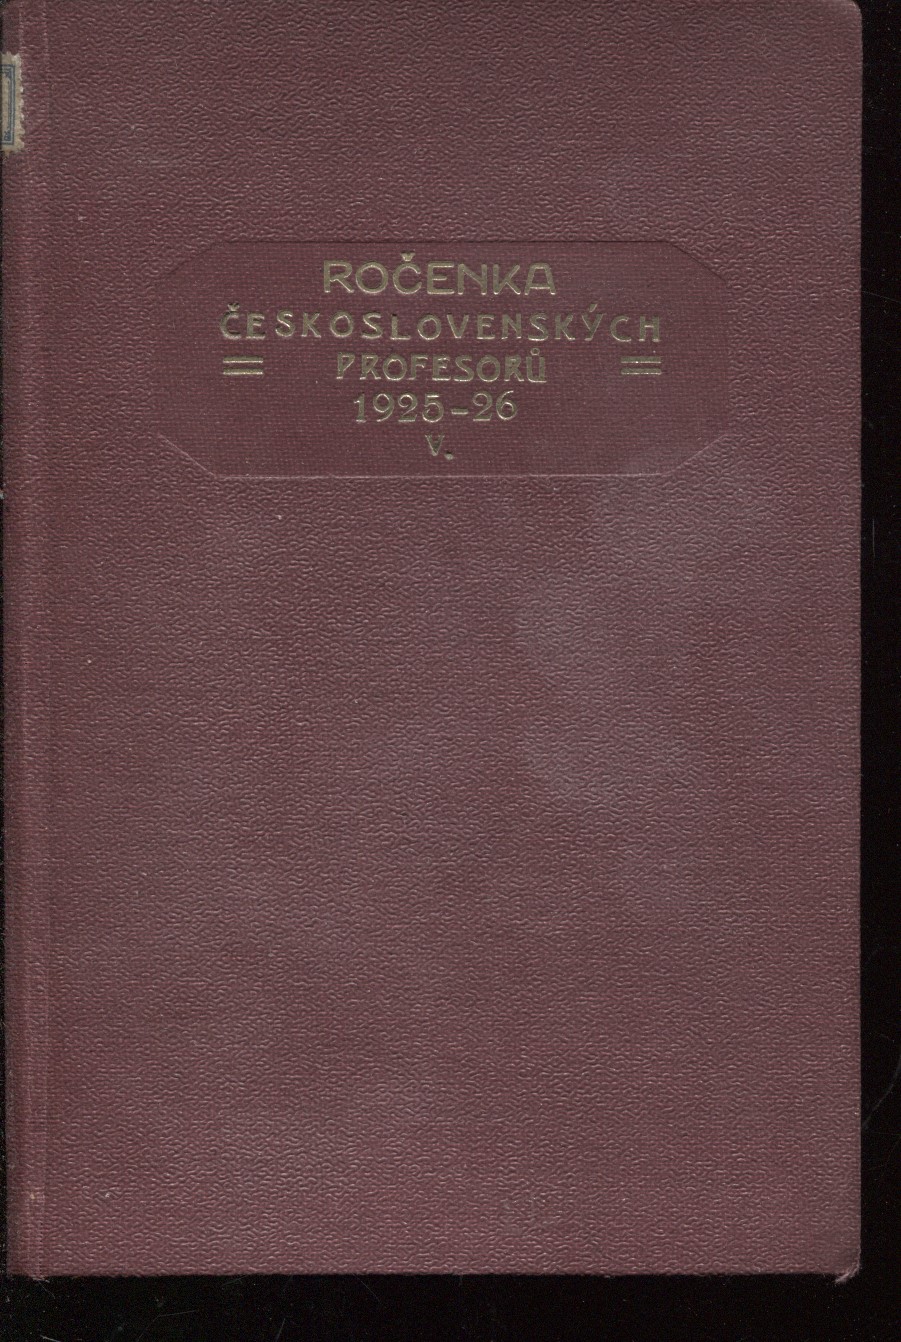 ROČENKA
ČESKOSLOVENSKÝCH
PROFESORŮ
1925-26
V.